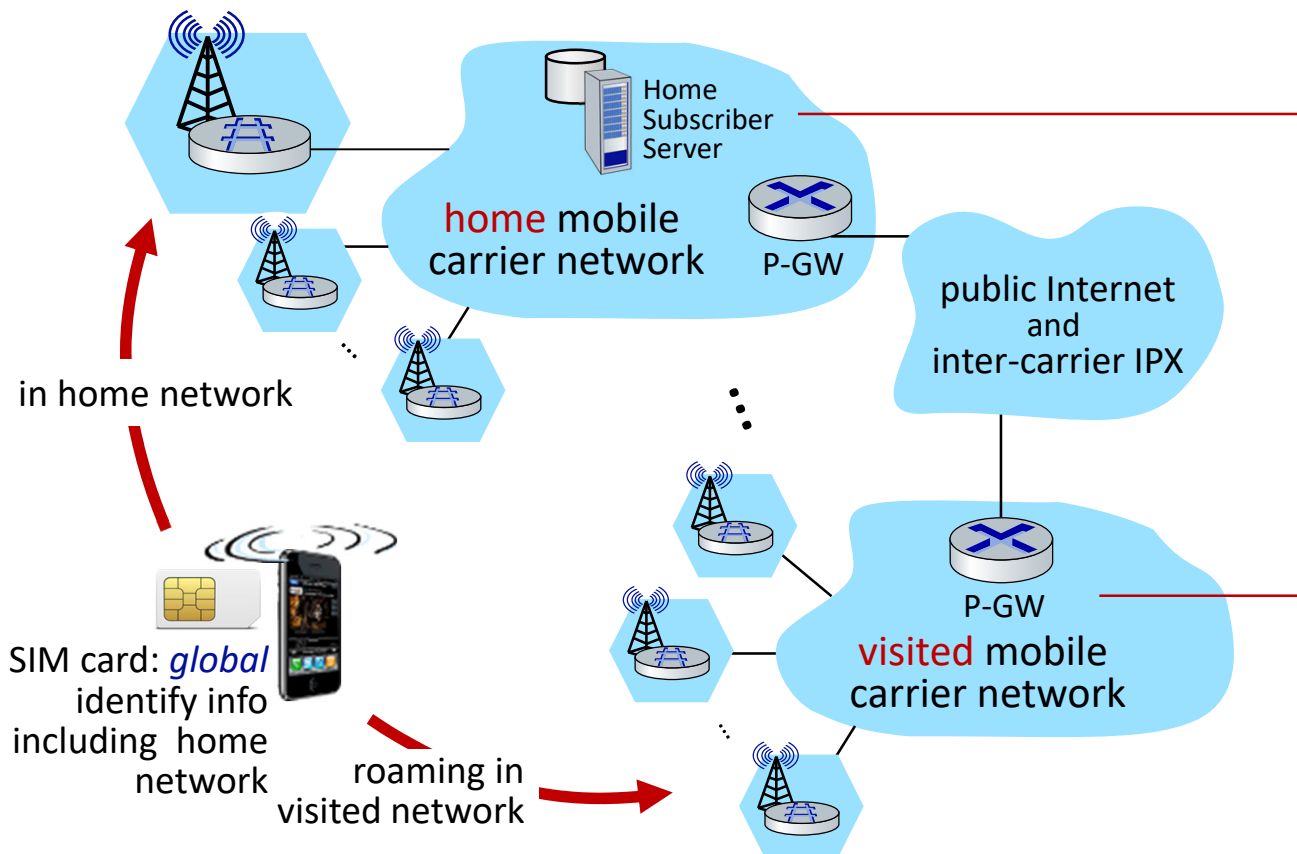 Home
Subscriber
Server
home mobile
carrier network
P-GW
public Internet
and
inter-carrier IPX
in home network
SIM card: global
identify info
including home
network
roaming in
visited network
P-GW
visited mobile
carrier network